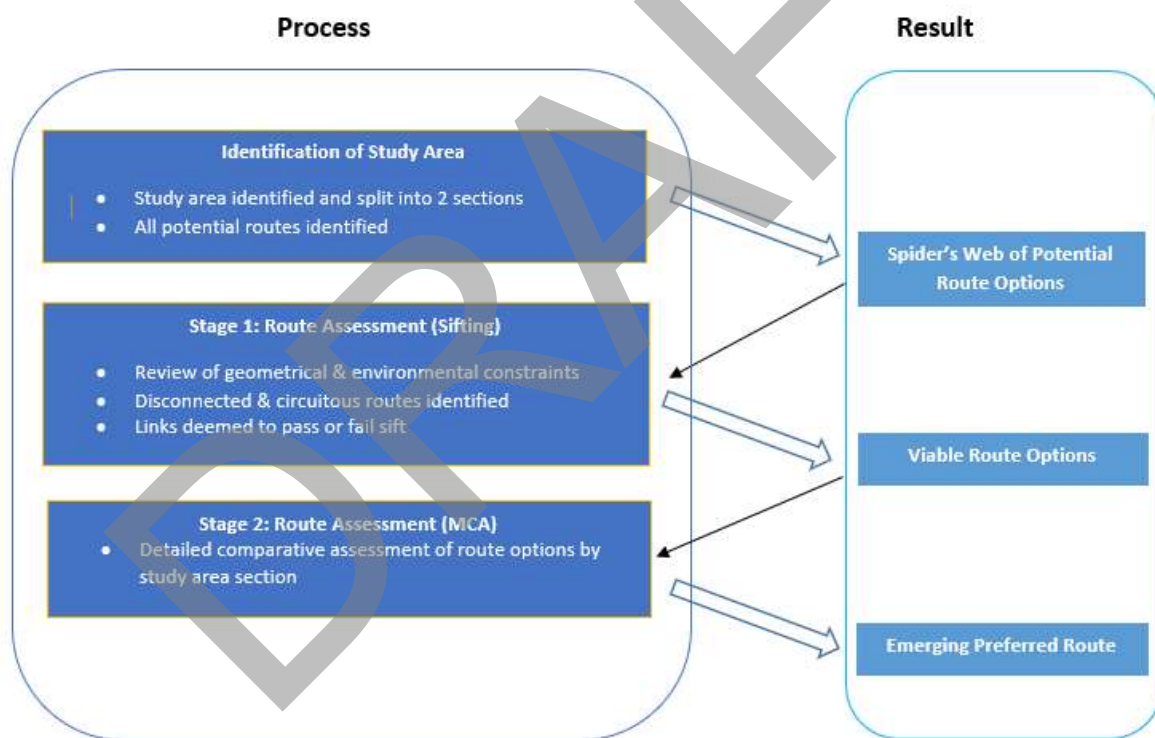 Process
Result
Identification of Study Area
● Study area identified and split into 2 sections
● All potential routes identified
Spider's Web of Potential
Route Options
Stage 1: Route Assessment (Sifting)
● Review of geometrical & environmental constraints
● Disconnected & circuitous routes identified
● Links deemed to pass or fail sift
Viable Route Options
Stage 2: Route Assessment (MCA)
● Detailed comparative assessment of route options by
study area section
Emerging Preferred Route
DRAF